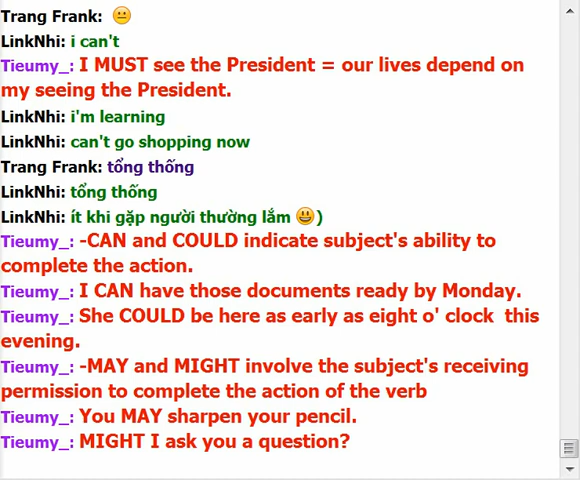 Trang Frank: 😐
LinkNhi: i can't
Tieumy_: I MUST see the President = our lives depend on
my seeing the President.
LinkNhi: i'm learning
LinkNhi: can't go shopping now
Trang Frank: tổng thống
LinkNhi: tổng thống
LinkNhi: ít khi gặp người thường lắm 😃)
Tieumy_: -CAN and COULD indicate subject's ability to
complete the action.
Tieumy_: I CAN have those documents ready by Monday.
Tieumy_: She COULD be here as early as eight o' clock  this
evening.
Tieumy_: -MAY and MIGHT involve the subject's receiving
permission to complete the action of the verb
Tieumy_: You MAY sharpen your pencil.
Tieumy_: MIGHT I ask you a question?